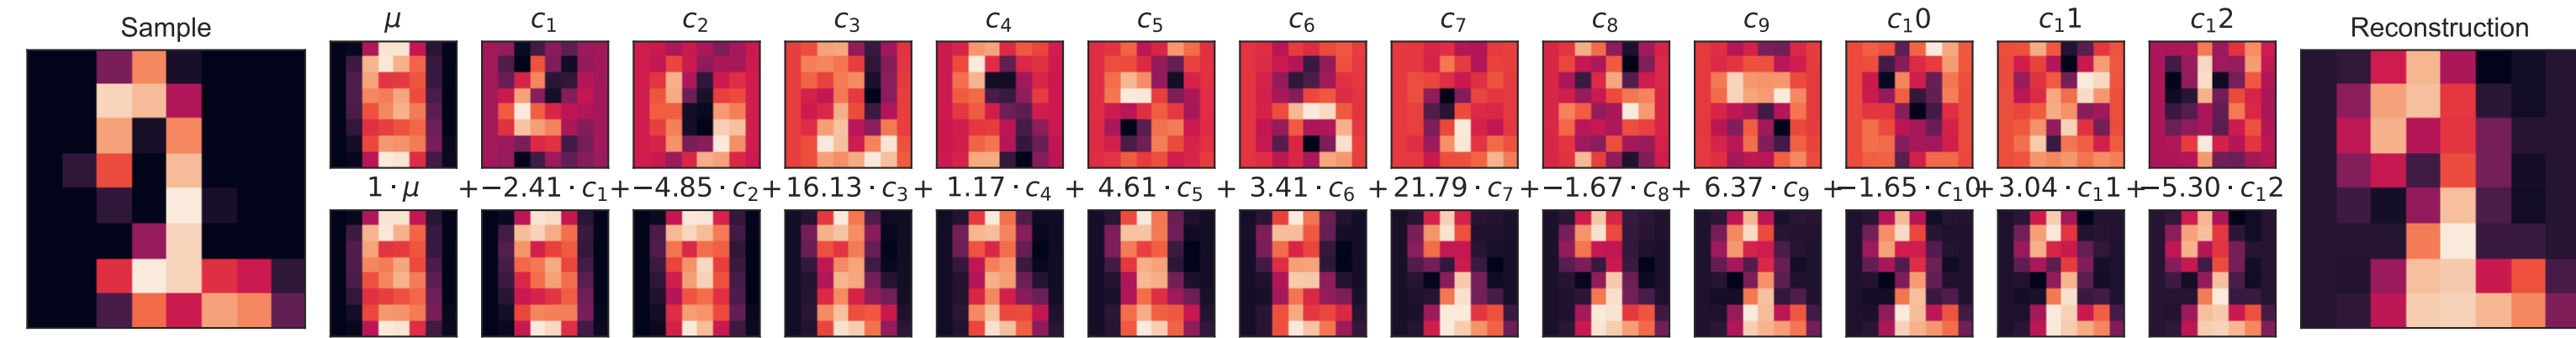 Sample μ c₁ c₂ c₃ c₄ c₅ c₆ c₇ c₈ c₉ c₁0 c₁1 c₁2 Reconstruction
1 · μ +−2.41 · c₁ +−4.85 · c₂ + 16.13 · c₃ + 1.17 · c₄ + 4.61 · c₅ + 3.41 · c₆ + 21.79 · c₇ +−1.67 · c₈ + 6.37 · c₉ +−1.65 · c₁0 + 3.04 · c₁1 +−5.30 · c₁2